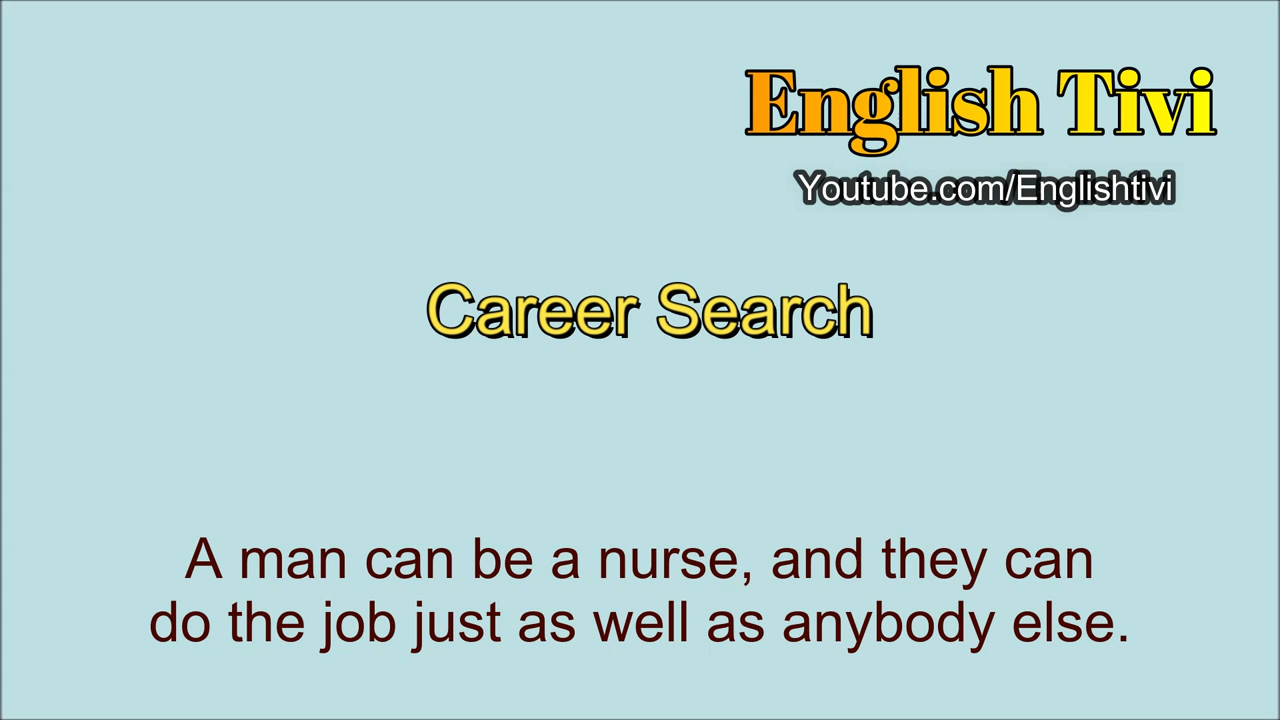 English Tivi
Youtube.com/Englishtivi
Career Search
A man can be a nurse, and they can
do the job just as well as anybody else.